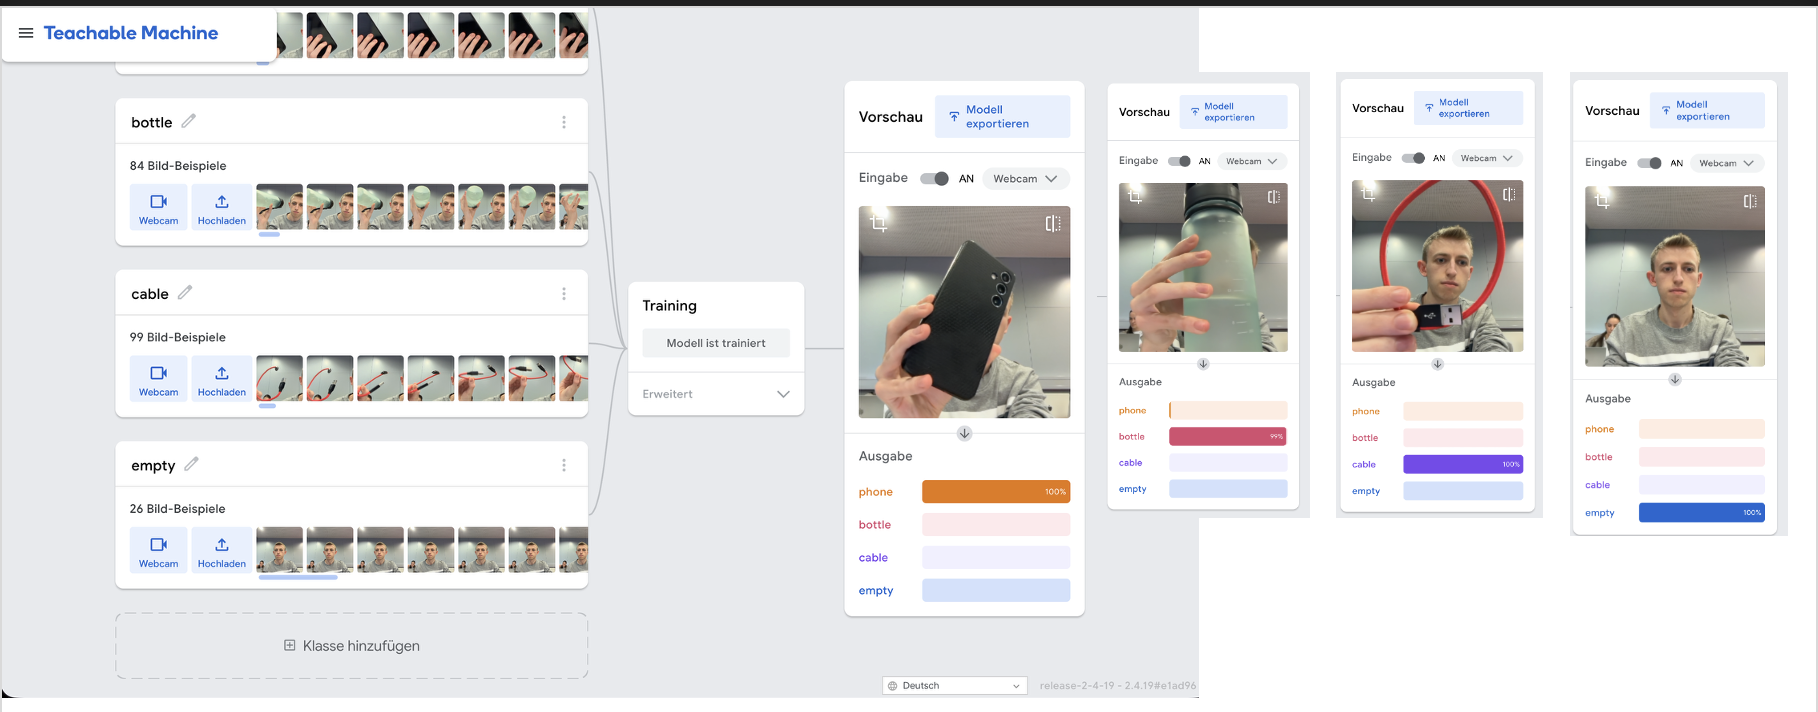 Teachable Machine
bottle
84 Bild-Beispiele
Webcam
Hochladen
cable
99 Bild-Beispiele
Webcam
Hochladen
empty
26 Bild-Beispiele
Webcam
Hochladen
Klasse hinzufügen
Training
Modell ist trainiert
Erweitert
Vorschau
Modell
exportieren
Eingabe
AN
Webcam
Ausgabe
phone
100%
bottle
cable
empty
Deutsch
release-2-4-19 - 2.4.19#e1ad96
Vorschau
Modell
exportieren
Eingabe
AN
Webcam
Ausgabe
phone
bottle
99%
cable
empty
Vorschau
Modell
exportieren
Eingabe
AN
Webcam
Ausgabe
phone
bottle
cable
100%
empty
Vorschau
Modell
exportieren
Eingabe
AN
Webcam
Ausgabe
phone
bottle
cable
empty
100%